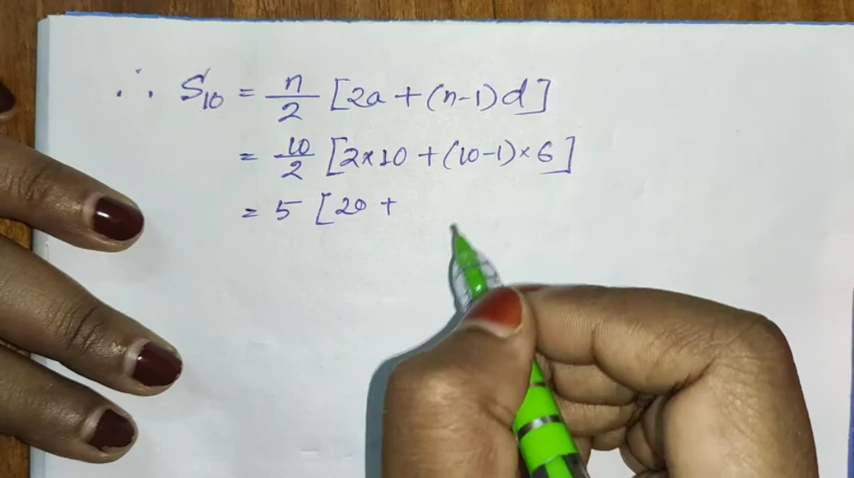 ∴ S₁₀ = n/2 [2a + (n-1)d]
= 10/2 [2×10 + (10-1)×6]
= 5 [20 +